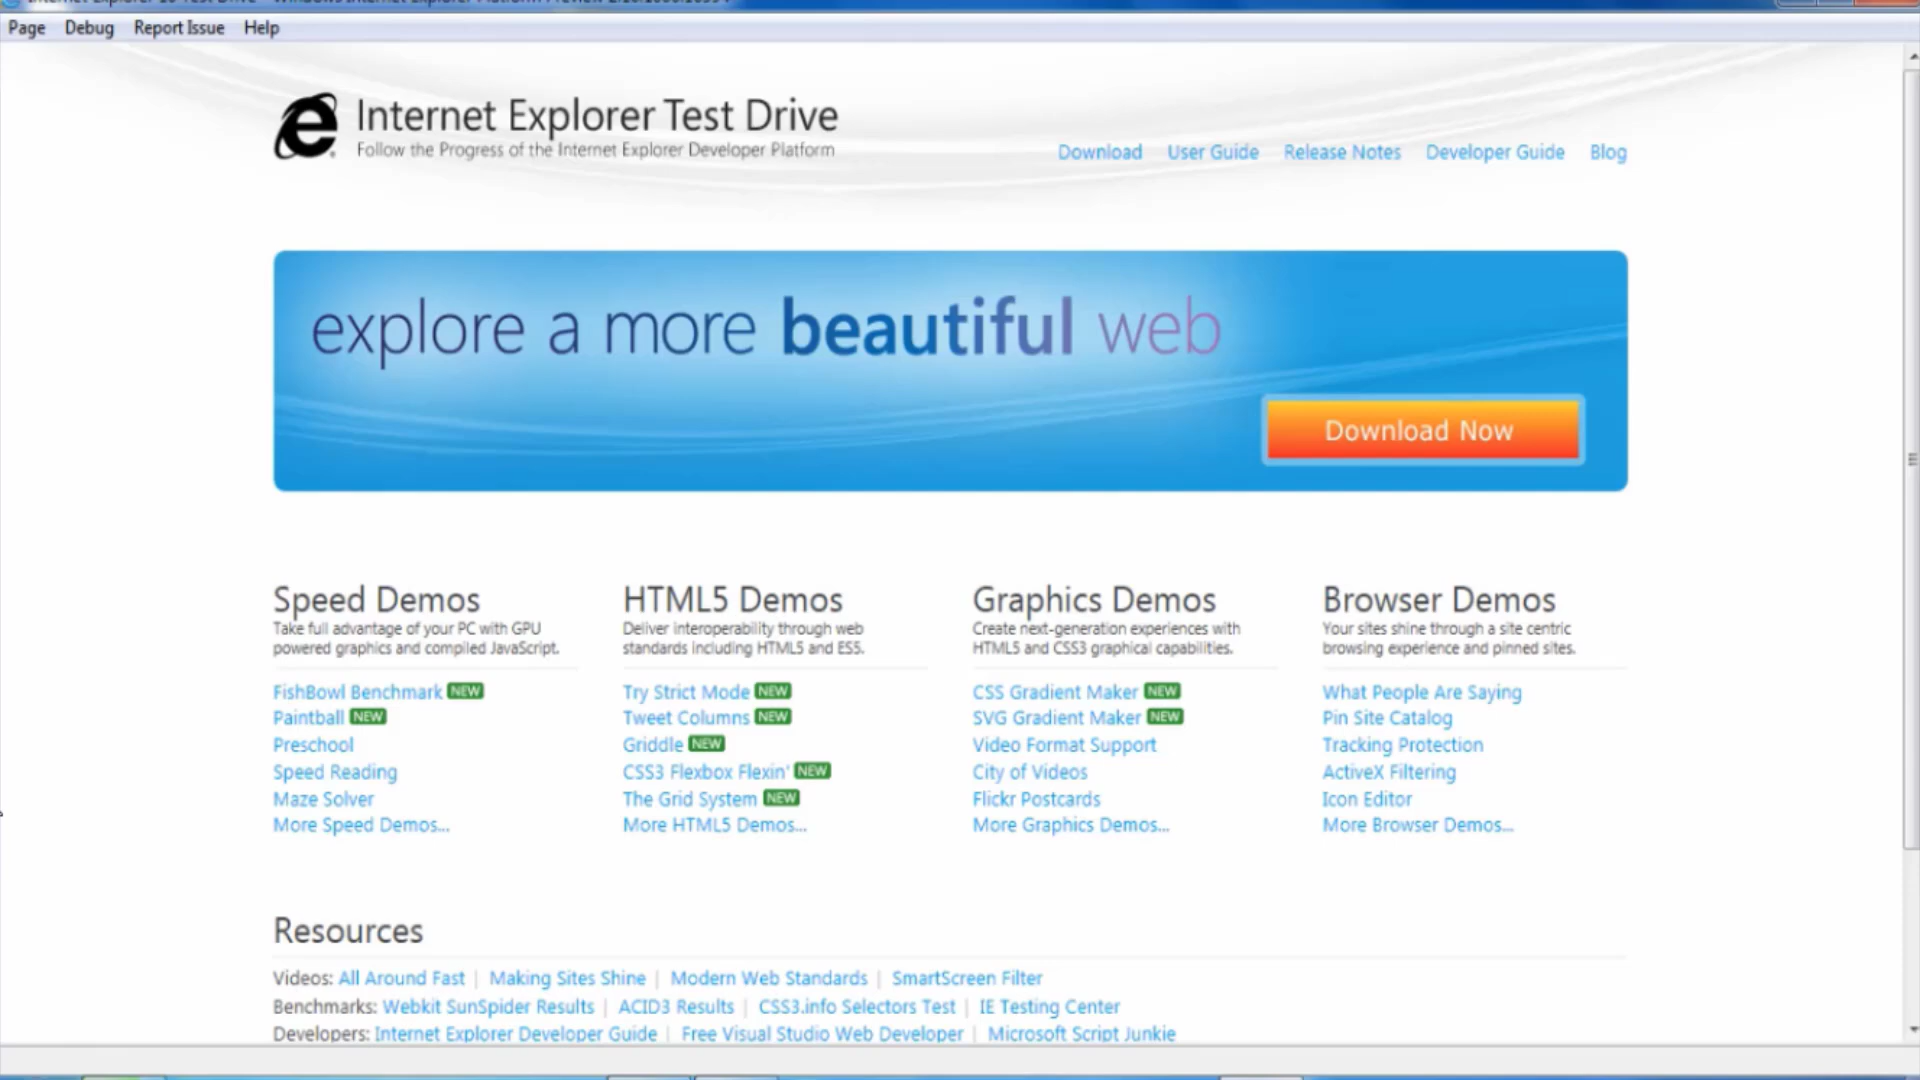 Page Debug Report Issue Help
Internet Explorer Test Drive
Follow the Progress of the Internet Explorer Developer Platform
Download User Guide Release Notes Developer Guide Blog
explore a more beautiful web
Download Now
Speed Demos
Take full advantage of your PC with GPU
powered graphics and compiled JavaScript.
FishBowl Benchmark NEW
Paintball NEW
Preschool
Speed Reading
Maze Solver
More Speed Demos...
HTML5 Demos
Deliver interoperability through web
standards including HTML5 and ES5.
Try Strict Mode NEW
Tweet Columns NEW
Griddle NEW
CSS3 Flexbox Flexin' NEW
The Grid System NEW
More HTML5 Demos...
Graphics Demos
Create next-generation experiences with
HTML5 and CSS3 graphical capabilities.
CSS Gradient Maker NEW
SVG Gradient Maker NEW
Video Format Support
City of Videos
Flickr Postcards
More Graphics Demos...
Browser Demos
Your sites shine through a site centric
browsing experience and pinned sites.
What People Are Saying
Pin Site Catalog
Tracking Protection
ActiveX Filtering
Icon Editor
More Browser Demos...
Resources
Videos: All Around Fast | Making Sites Shine | Modern Web Standards | SmartScreen Filter
Benchmarks: Webkit SunSpider Results | ACID3 Results | CSS3.info Selectors Test | IE Testing Center
Developers: Internet Explorer Developer Guide | Free Visual Studio Web Developer | Microsoft Script Junkie